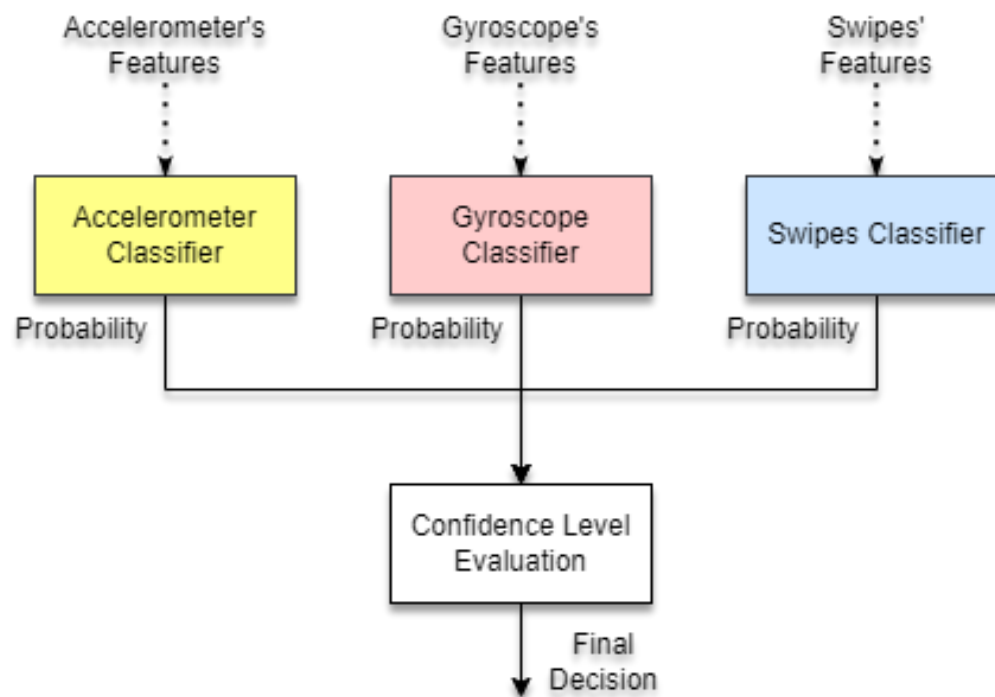 Accelerometer's
Features
Gyroscope's
Features
Swipes'
Features
Accelerometer
Classifier
Gyroscope
Classifier
Swipes Classifier
Probability
Probability
Probability
Confidence Level
Evaluation
Final
Decision